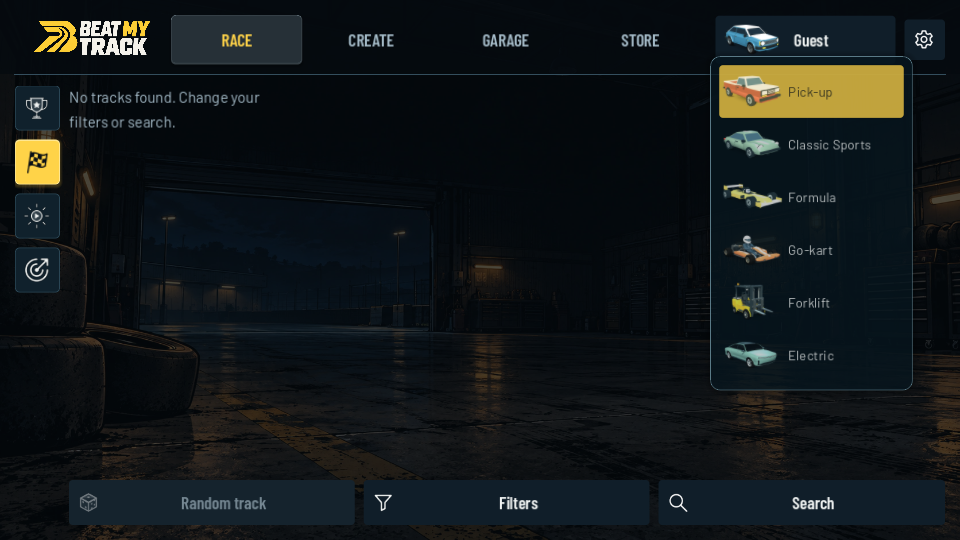 BEAT MY
TRACK
RACE
CREATE
GARAGE
STORE
Guest
No tracks found. Change your
filters or search.
Pick-up
Classic Sports
Formula
Go-kart
Forklift
Electric
Random track
Filters
Search